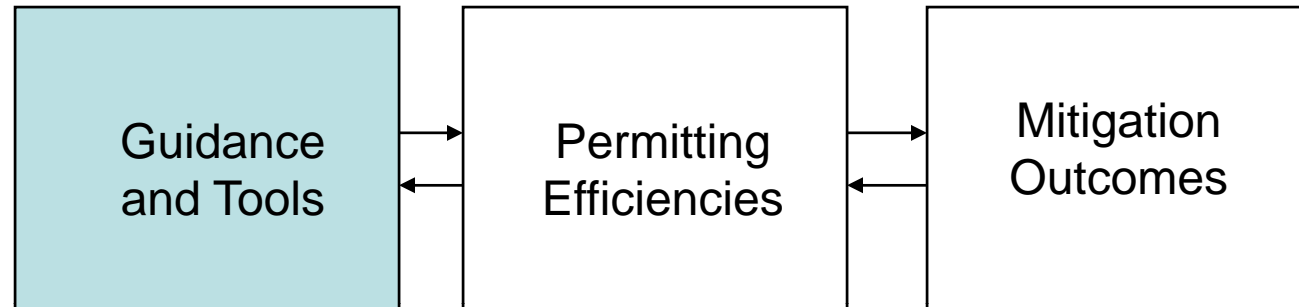 Guidance
and Tools
Permitting
Efficiencies
Mitigation
Outcomes